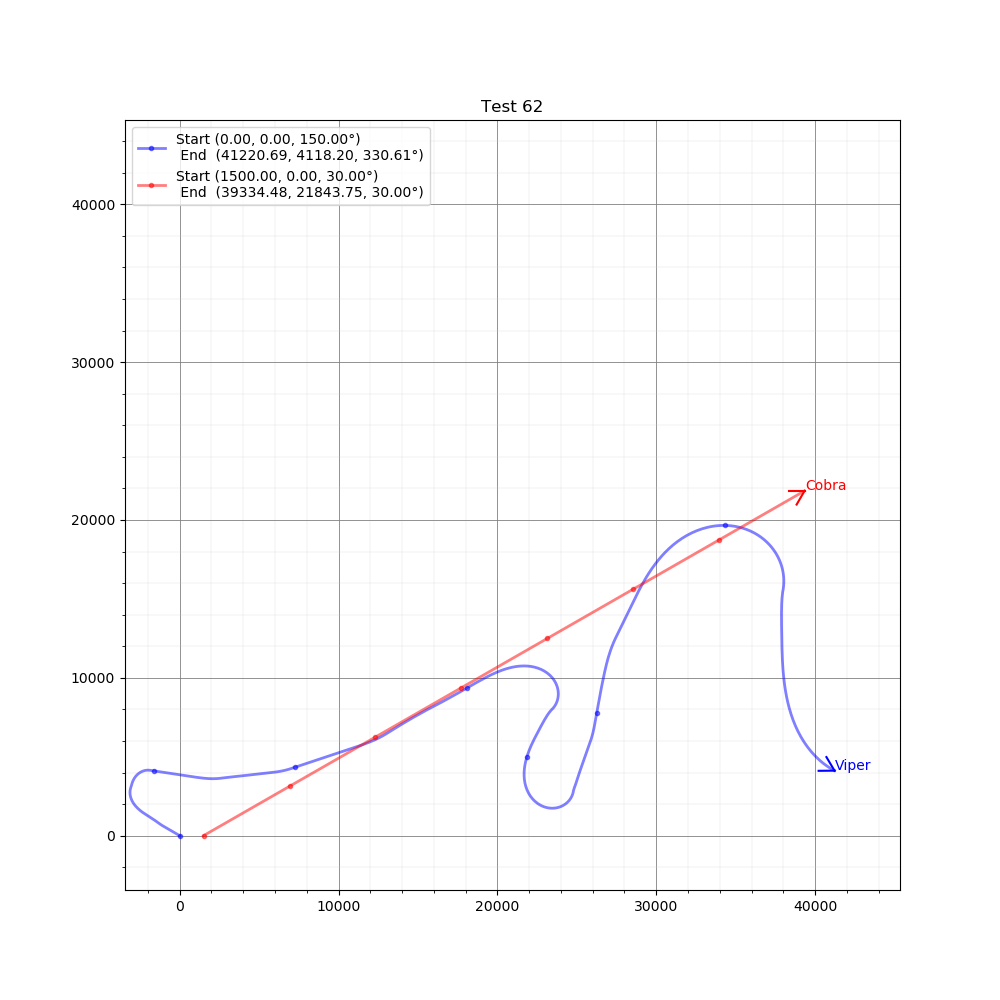 Test 62
Start (0.00, 0.00, 150.00°)
End  (41220.69, 4118.20, 330.61°)
Start (1500.00, 0.00, 30.00°)
End  (39334.48, 21843.75, 30.00°)
40000
30000
20000
10000
0
Cobra
Viper
0
10000
20000
30000
40000